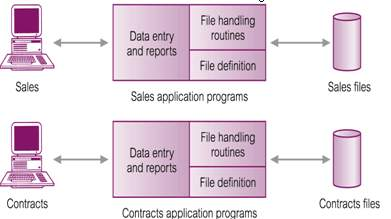 Data entry
and reports
File handling
routines
File definition
Sales
Sales application programs
Sales files
Data entry
and reports
File handling
routines
File definition
Contracts
Contracts application programs
Contracts files